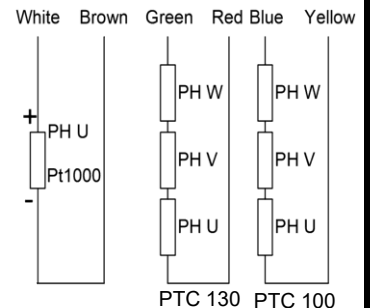 White Brown Green Red Blue Yellow
+
PH U
Pt1000
-
PH W
PH V
PH U
PTC 130
PH W
PH V
PH U
PTC 100